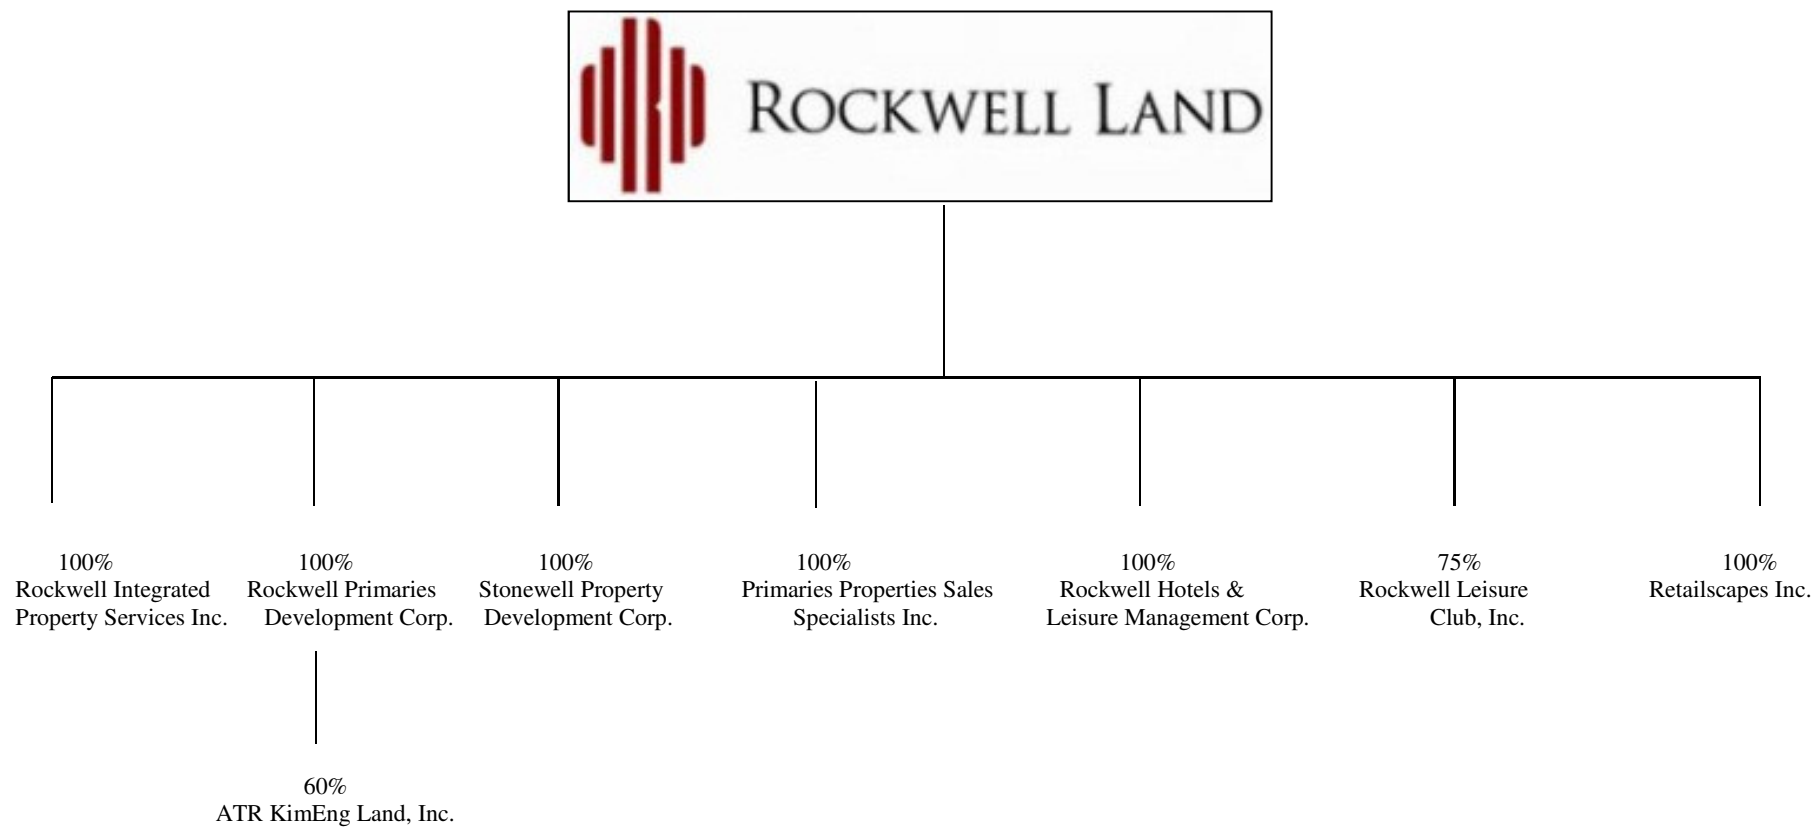 ROCKWELL LAND
100%
Rockwell Integrated
Property Services Inc.
100%
Rockwell Primaries
Development Corp.
100%
Stonewell Property
Development Corp.
100%
Primaries Properties Sales
Specialists Inc.
100%
Rockwell Hotels &
Leisure Management Corp.
75%
Rockwell Leisure
Club, Inc.
100%
Retailscapes Inc.
60%
ATR KimEng Land, Inc.